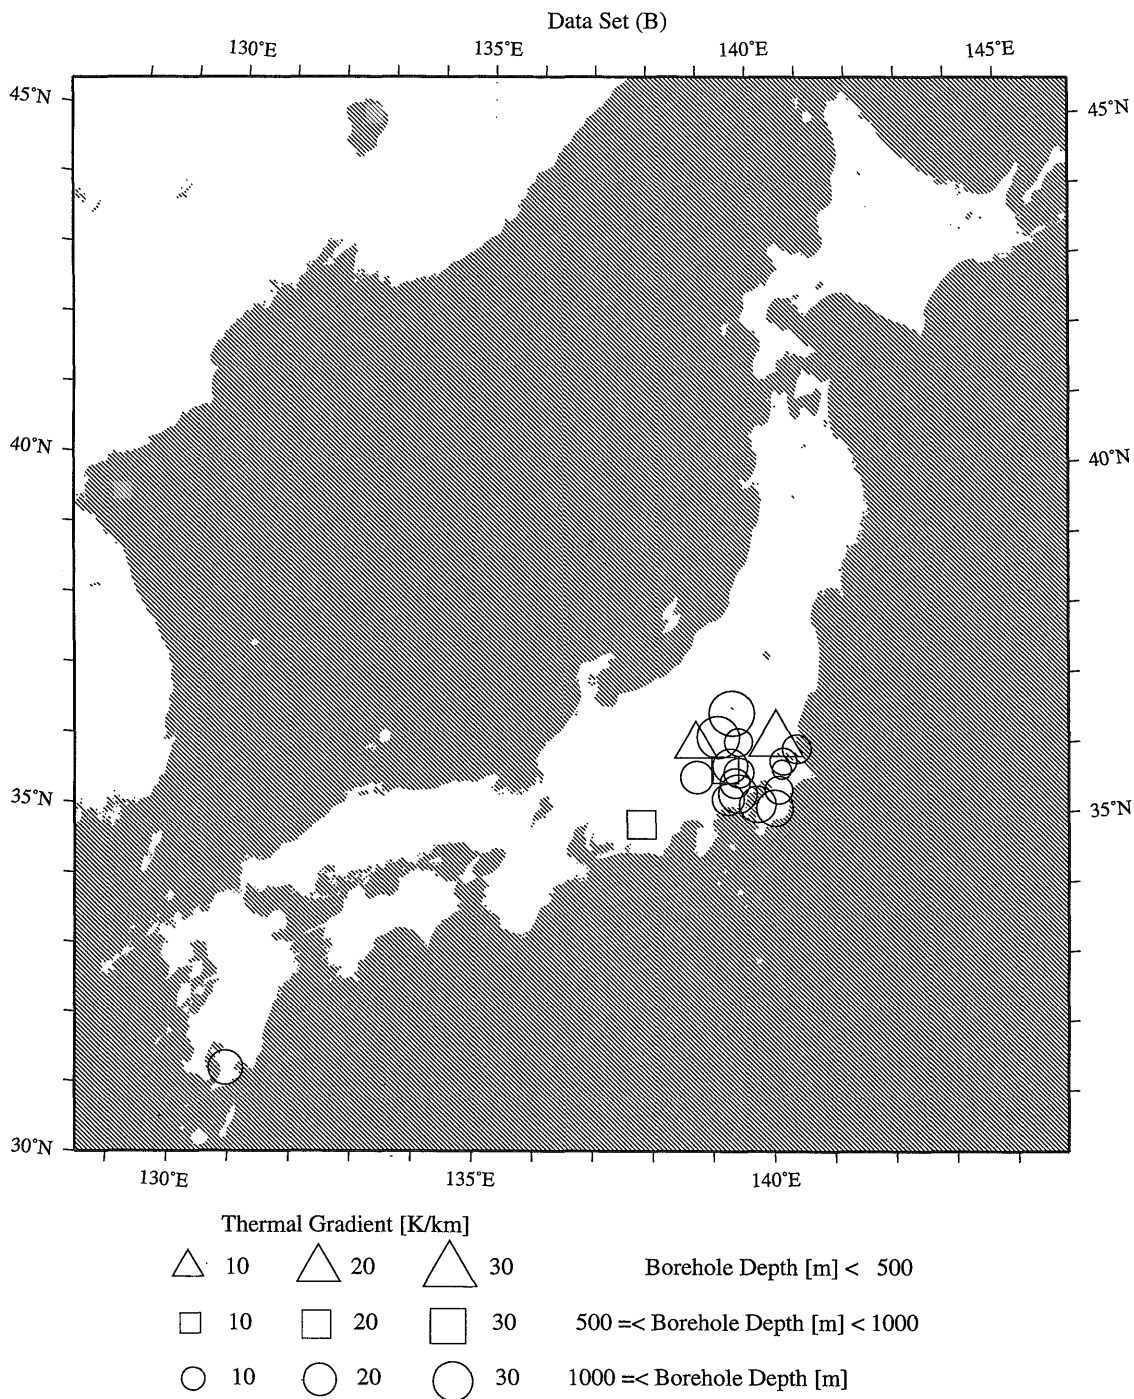 Data Set (B)
130°E 135°E 140°E 145°E
45°N 45°N
40°N 40°N
35°N 35°N
30°N
130°E 135°E 140°E
Thermal Gradient [K/km]
10 20 30 Borehole Depth [m] < 500
10 20 30 500 =< Borehole Depth [m] < 1000
10 20 30 1000 =< Borehole Depth [m]